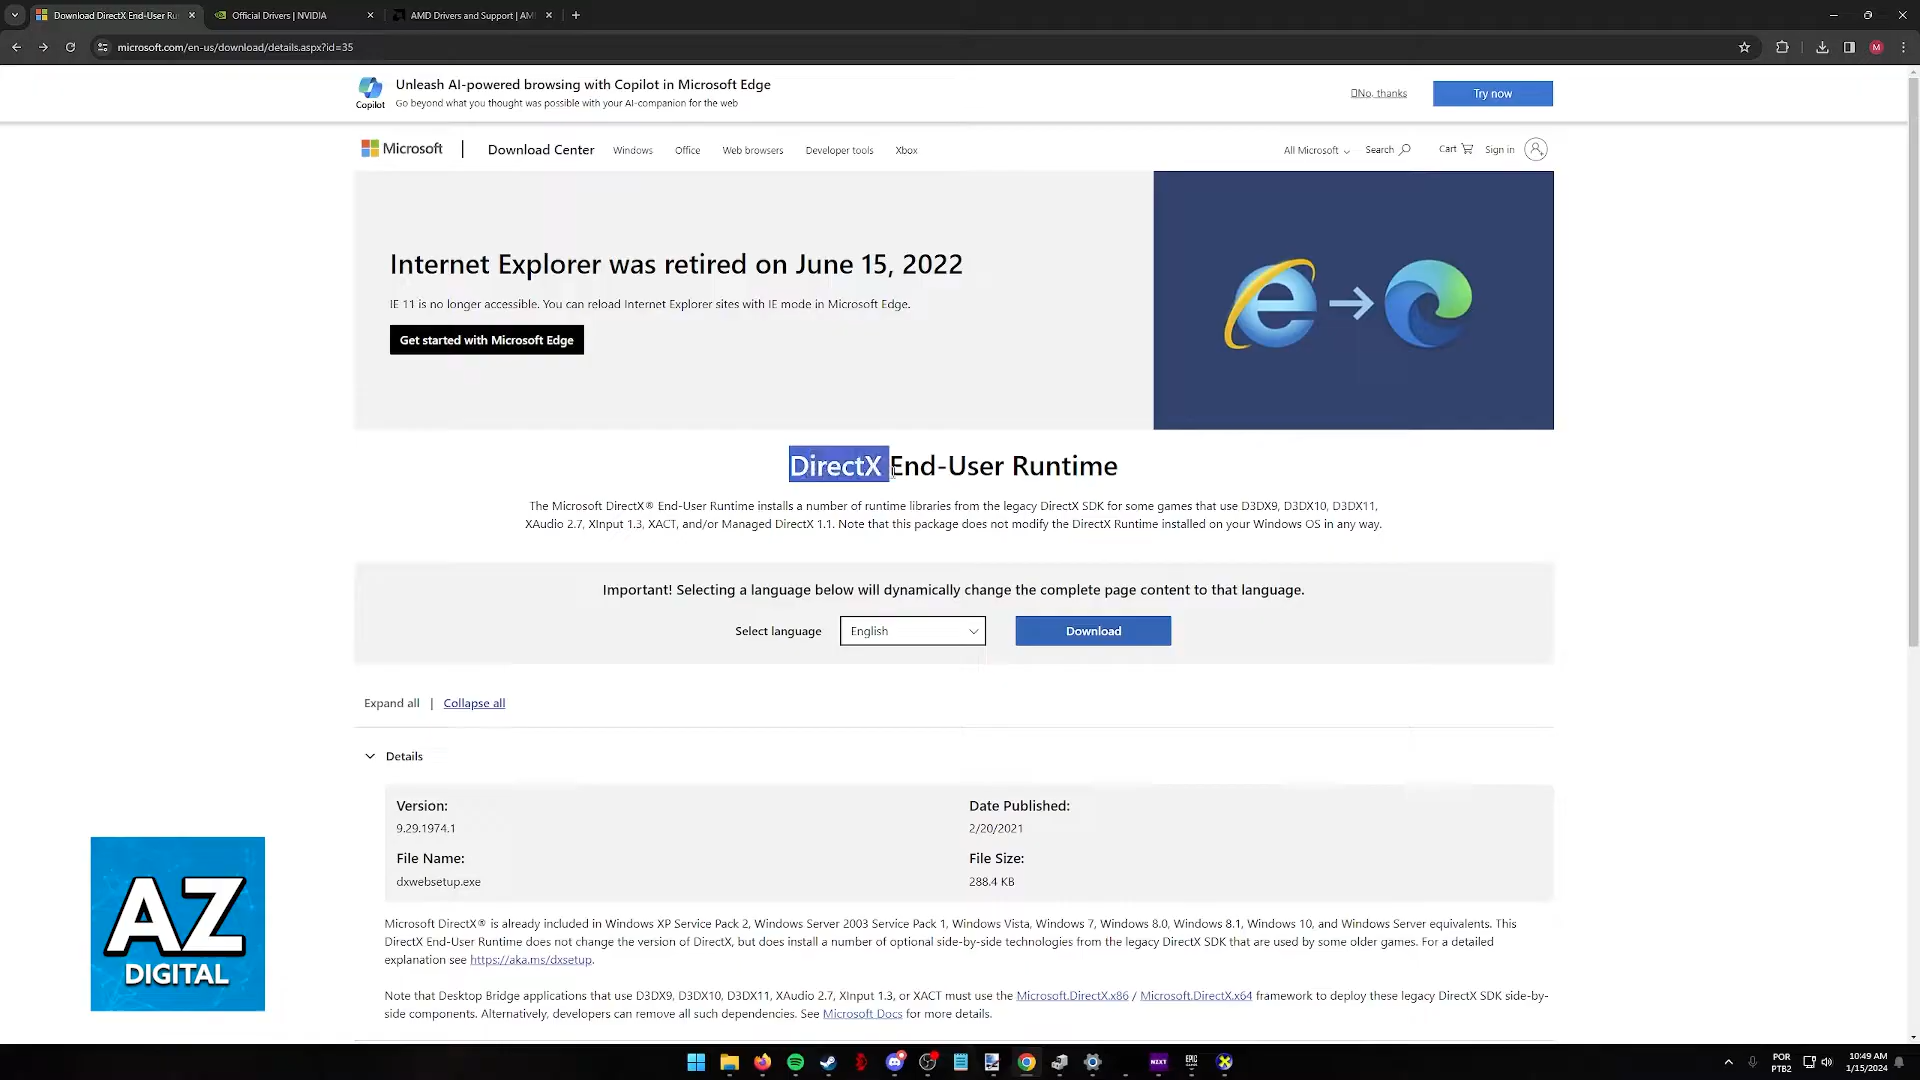 Download DirectX End-User Ru
Official Drivers | NVIDIA
AMD Drivers and Support | AM
microsoft.com/en-us/download/details.aspx?id=35
M
Copilot
Unleash AI-powered browsing with Copilot in Microsoft Edge
Go beyond what you thought was possible with your AI-companion for the web
No, thanks
Try now
Microsoft
Download Center
Windows
Office
Web browsers
Developer tools
Xbox
All Microsoft
Search
Cart
Sign in
Internet Explorer was retired on June 15, 2022
IE 11 is no longer accessible. You can reload Internet Explorer sites with IE mode in Microsoft Edge.
Get started with Microsoft Edge
DirectX End-User Runtime
The Microsoft DirectX® End-User Runtime installs a number of runtime libraries from the legacy DirectX SDK for some games that use D3DX9, D3DX10, D3DX11,
XAudio 2.7, XInput 1.3, XACT, and/or Managed DirectX 1.1. Note that this package does not modify the DirectX Runtime installed on your Windows OS in any way.
Important! Selecting a language below will dynamically change the complete page content to that language.
Select language
English
Download
Expand all | Collapse all
Details
Version:
9.29.1974.1
Date Published:
2/20/2021
File Name:
dxwebsetup.exe
File Size:
288.4 KB
Microsoft DirectX® is already included in Windows XP Service Pack 2, Windows Server 2003 Service Pack 1, Windows Vista, Windows 7, Windows 8.0, Windows 8.1, Windows 10, and Windows Server equivalents. This
DirectX End-User Runtime does not change the version of DirectX, but does install a number of optional side-by-side technologies from the legacy DirectX SDK that are used by some older games. For a detailed
explanation see https://aka.ms/dxsetup.
Note that Desktop Bridge applications that use D3DX9, D3DX10, D3DX11, XAudio 2.7, XInput 1.3, or XACT must use the Microsoft.DirectX.x86 / Microsoft.DirectX.x64 framework to deploy these legacy DirectX SDK side-by-
side components. Alternatively, developers can remove all such dependencies. See Microsoft Docs for more details.
AZ
DIGITAL
NZXT
EPIC
POR
PTB2
10:49 AM
1/15/2024